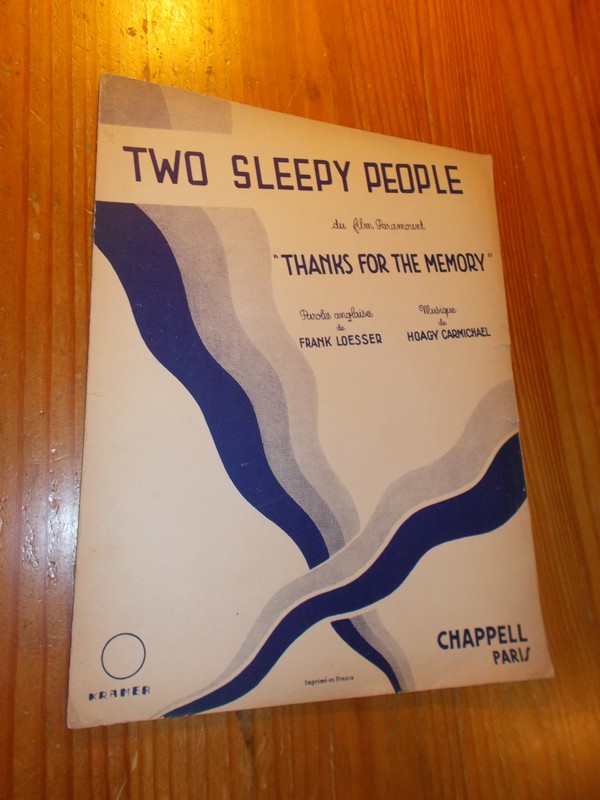 TWO SLEEPY PEOPLE
du film Paramount
"THANKS FOR THE MEMORY"
Paroles anglaises
de
FRANK LOESSER
Musique
de
HOAGY CARMICHAEL
CHAPPELL
PARIS
KRAMER
Imprimé en France